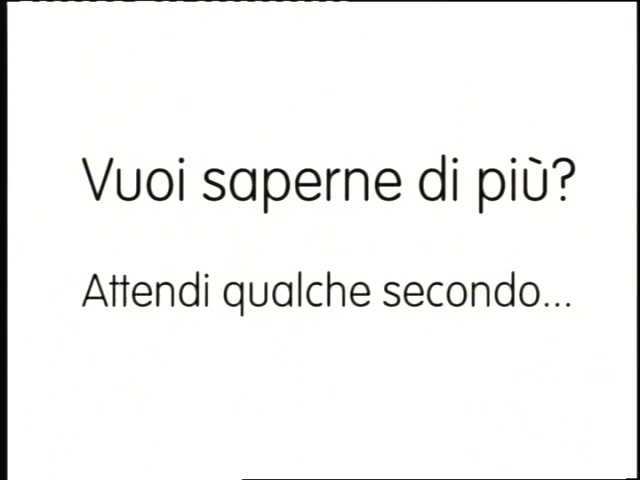 Vuoi saperne di più?
Attendi qualche secondo...